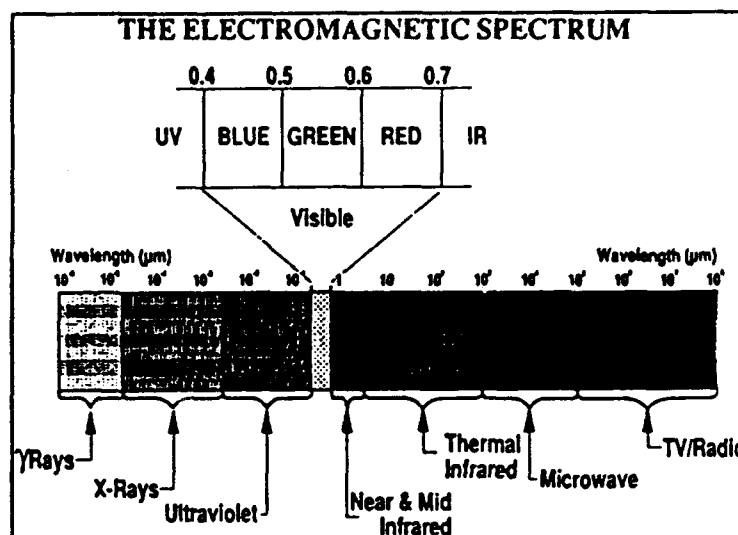 THE ELECTROMAGNETIC SPECTRUM
0.4 0.5 0.6 0.7
UV BLUE GREEN RED IR
Visible
Wavelength (μm) Wavelength (μm)
1 10
γRays
X-Rays
Ultraviolet
Near & Mid
Infrared
Thermal
Infrared
Microwave
TV/Radio